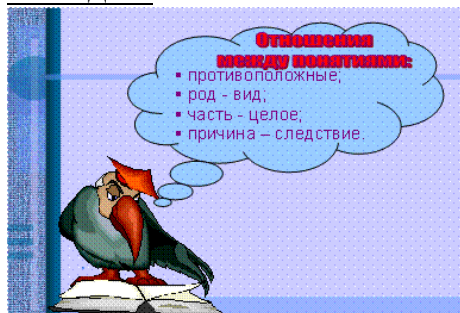 Отношения
между понятиями:
▪ противоположные;
▪ род - вид;
▪ часть - целое;
▪ причина – следствие.